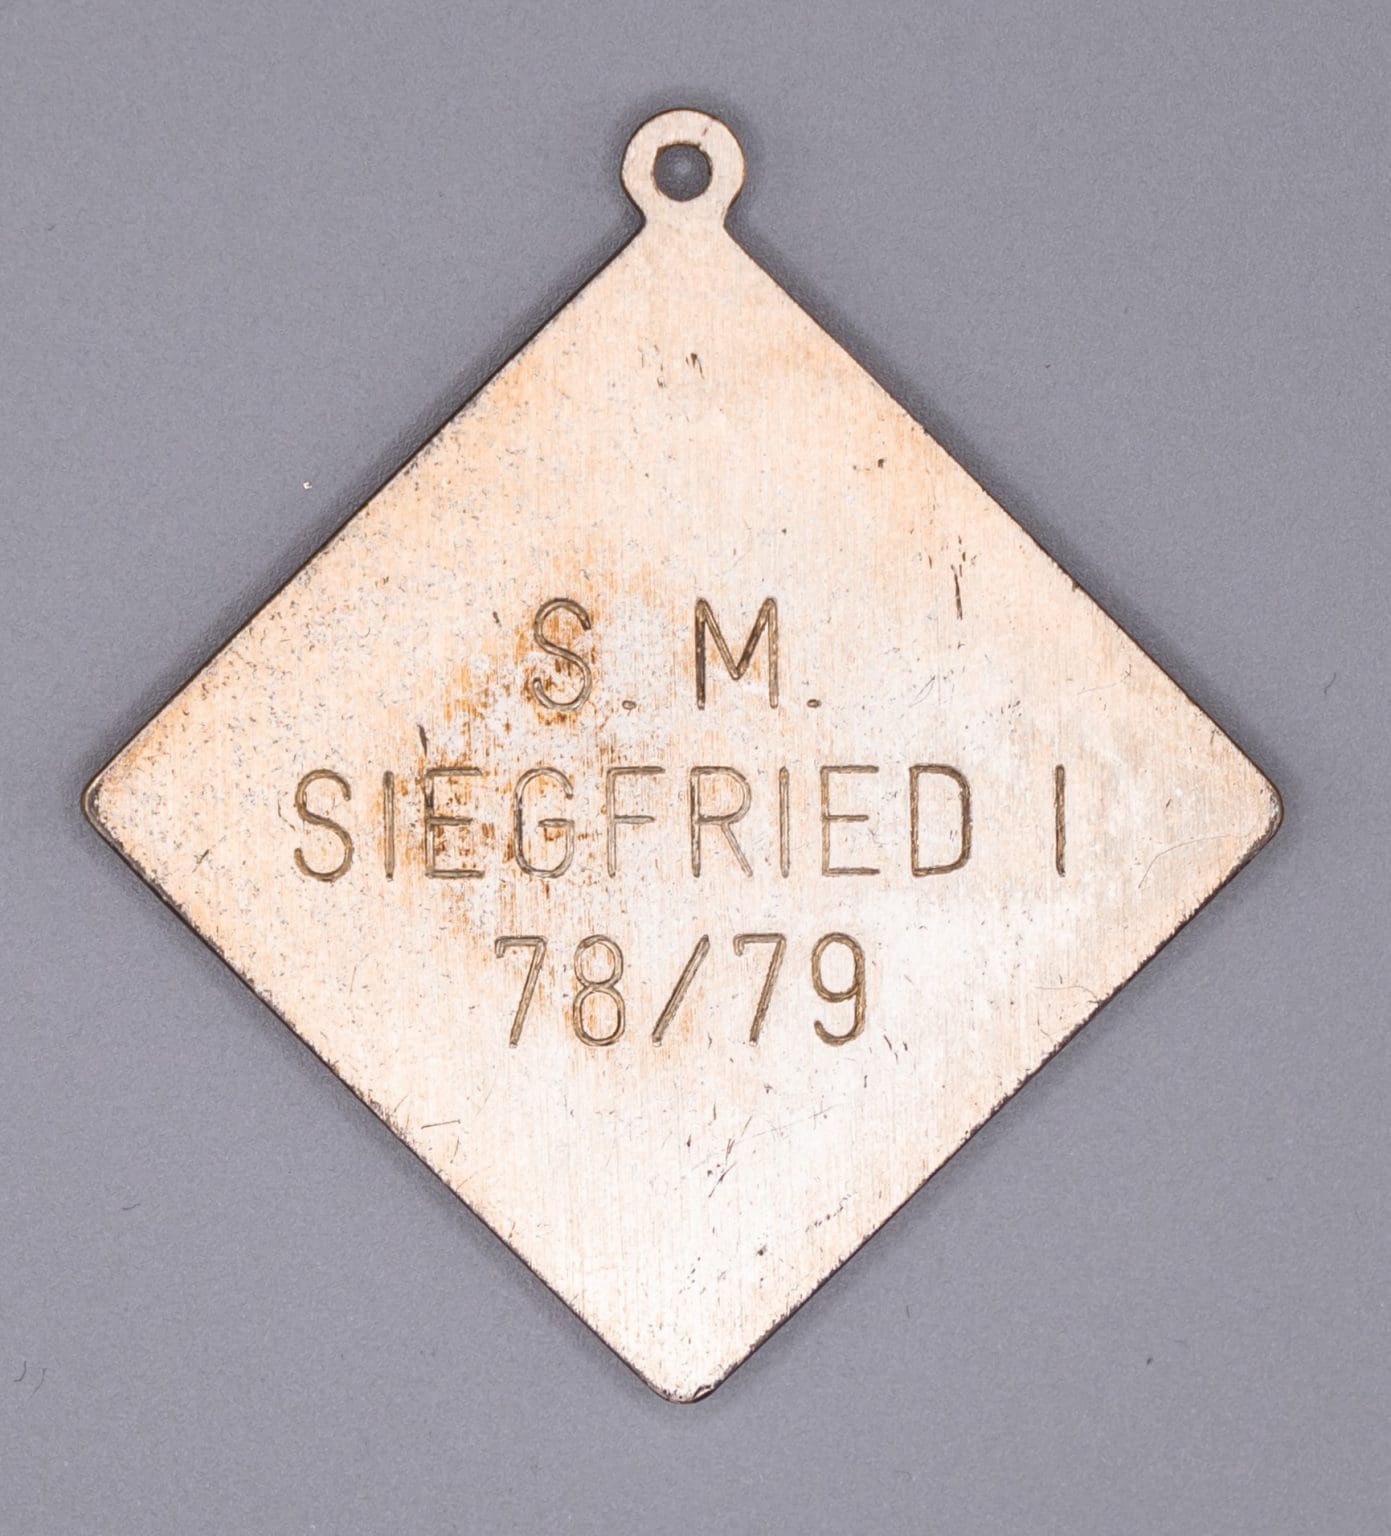 S. M.
SIEGFRIED I
78/79